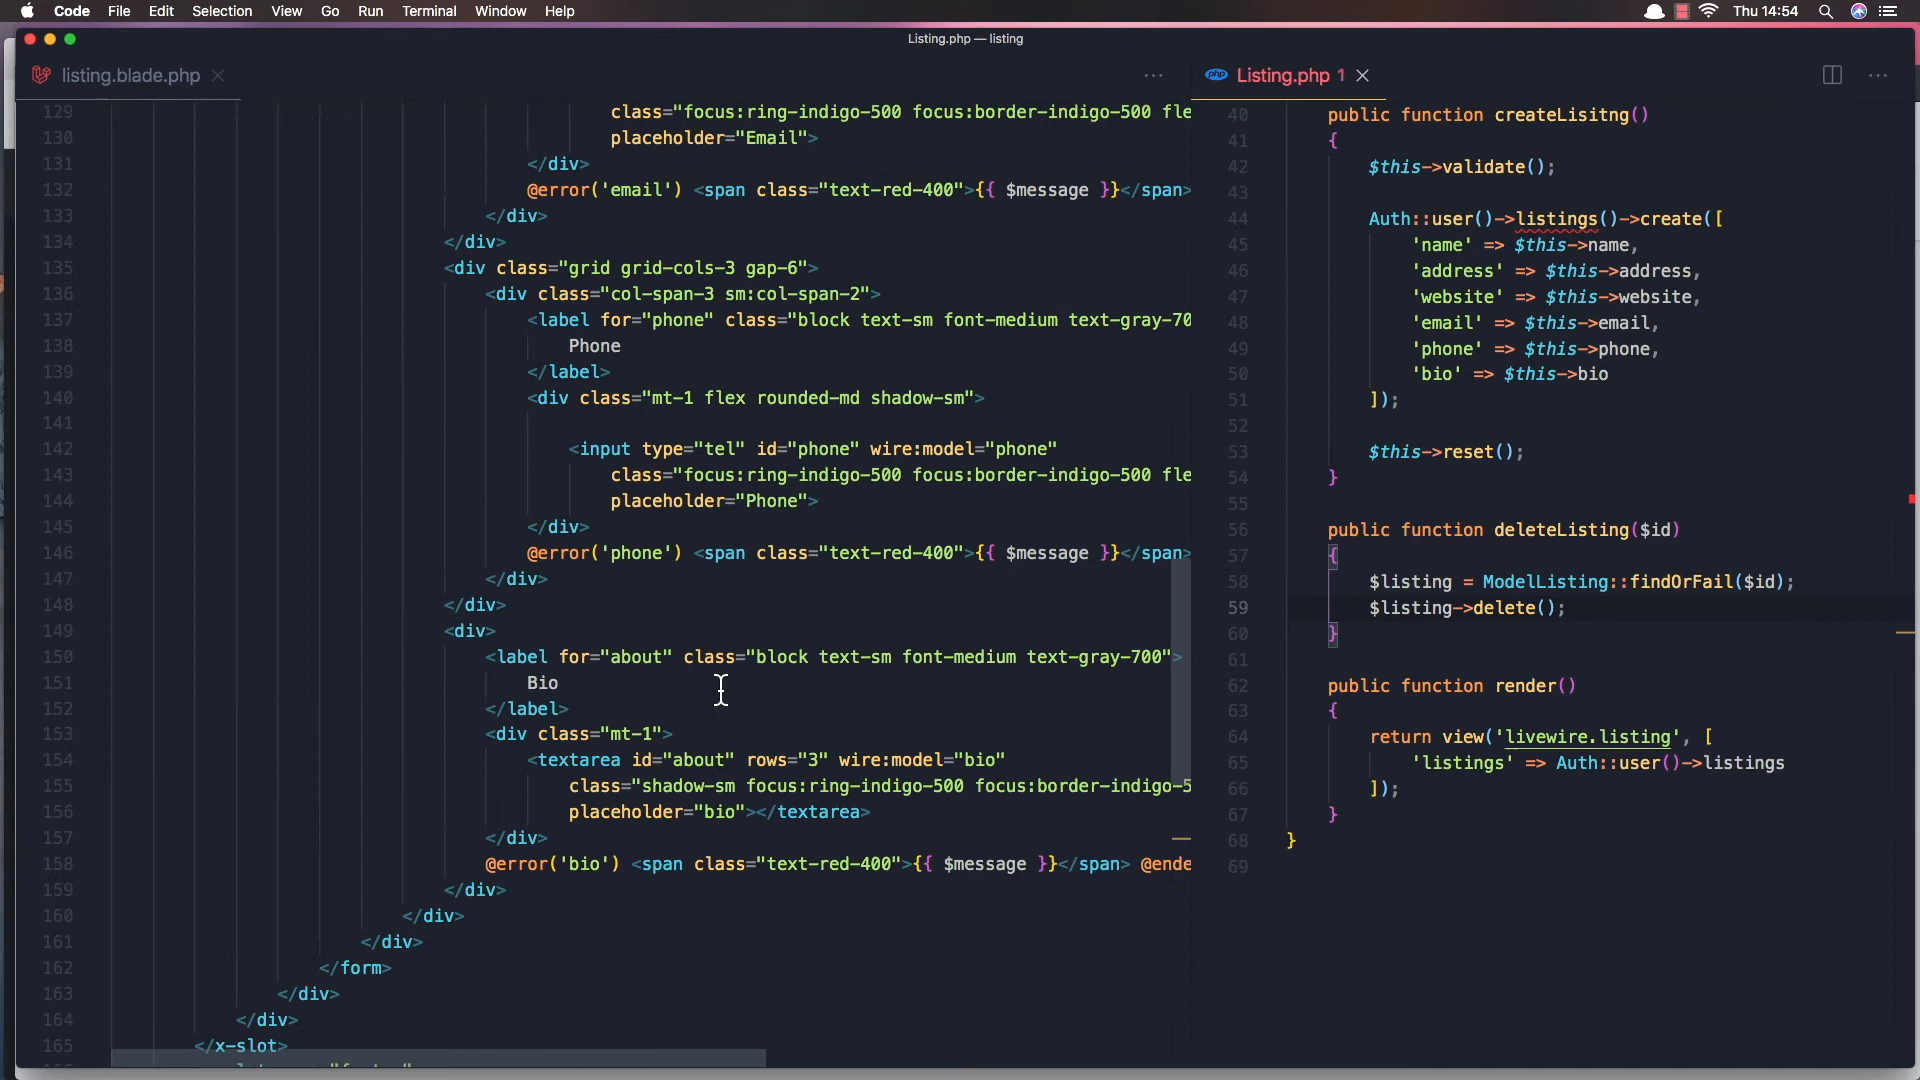 Code File Edit Selection View Go Run Terminal Window Help Thu 14:54
Listing.php — listing
listing.blade.php
129 class="focus:ring-indigo-500 focus:border-indigo-500 fle
130 placeholder="Email">
131 </div>
132 @error('email') <span class="text-red-400">{{ $message }}</span>
133 </div>
134 </div>
135 <div class="grid grid-cols-3 gap-6">
136 <div class="col-span-3 sm:col-span-2">
137 <label for="phone" class="block text-sm font-medium text-gray-70
138 Phone
139 </label>
140 <div class="mt-1 flex rounded-md shadow-sm">
141
142 <input type="tel" id="phone" wire:model="phone"
143 class="focus:ring-indigo-500 focus:border-indigo-500 fle
144 placeholder="Phone">
145 </div>
146 @error('phone') <span class="text-red-400">{{ $message }}</span>
147 </div>
148 </div>
149 <div>
150 <label for="about" class="block text-sm font-medium text-gray-700">
151 Bio
152 </label>
153 <div class="mt-1">
154 <textarea id="about" rows="3" wire:model="bio"
155 class="shadow-sm focus:ring-indigo-500 focus:border-indigo-5
156 placeholder="bio"></textarea>
157 </div>
158 @error('bio') <span class="text-red-400">{{ $message }}</span> @ende
159 </div>
160 </div>
161 </div>
162 </form>
163 </div>
164 </div>
165 </x-slot>
php Listing.php 1
40 public function createLisitng()
41 {
42 $this->validate();
43
44 Auth::user()->listings()->create([
45 'name' => $this->name,
46 'address' => $this->address,
47 'website' => $this->website,
48 'email' => $this->email,
49 'phone' => $this->phone,
50 'bio' => $this->bio
51 ]);
52
53 $this->reset();
54 }
55
56 public function deleteListing($id)
57 {
58 $listing = ModelListing::findOrFail($id);
59 $listing->delete();
60 }
61
62 public function render()
63 {
64 return view('livewire.listing', [
65 'listings' => Auth::user()->listings
66 ]);
67 }
68 }
69